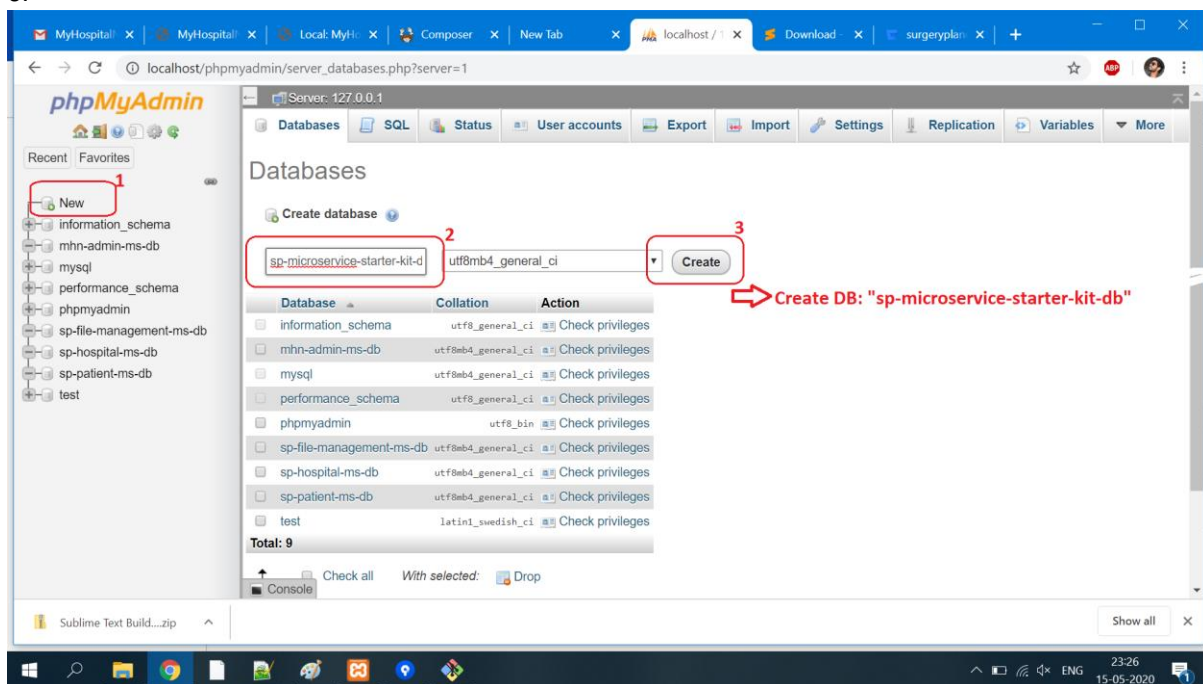 MyHospital MyHospital Local: MyHo Composer New Tab localhost / 1 Download - surgeryplan
localhost/phpmyadmin/server_databases.php?server=1 ABP
phpMyAdmin
Recent Favorites
1
New
information_schema
mhn-admin-ms-db
mysql
performance_schema
phpmyadmin
sp-file-management-ms-db
sp-hospital-ms-db
sp-patient-ms-db
test
Server: 127.0.0.1
Databases SQL Status User accounts Export Import Settings Replication Variables More
Databases
Create database
2 3
sp-microservice-starter-kit-d utf8mb4_general_ci Create
Create DB: "sp-microservice-starter-kit-db"
Database Collation Action
information_schema utf8_general_ci Check privileges
mhn-admin-ms-db utf8mb4_general_ci Check privileges
mysql utf8mb4_general_ci Check privileges
performance_schema utf8_general_ci Check privileges
phpmyadmin utf8_bin Check privileges
sp-file-management-ms-db utf8mb4_general_ci Check privileges
sp-hospital-ms-db utf8mb4_general_ci Check privileges
sp-patient-ms-db utf8mb4_general_ci Check privileges
test latin1_swedish_ci Check privileges
Total: 9
Check all With selected: Drop
Console
Sublime Text Build....zip Show all
ENG 23:26
15-05-2020